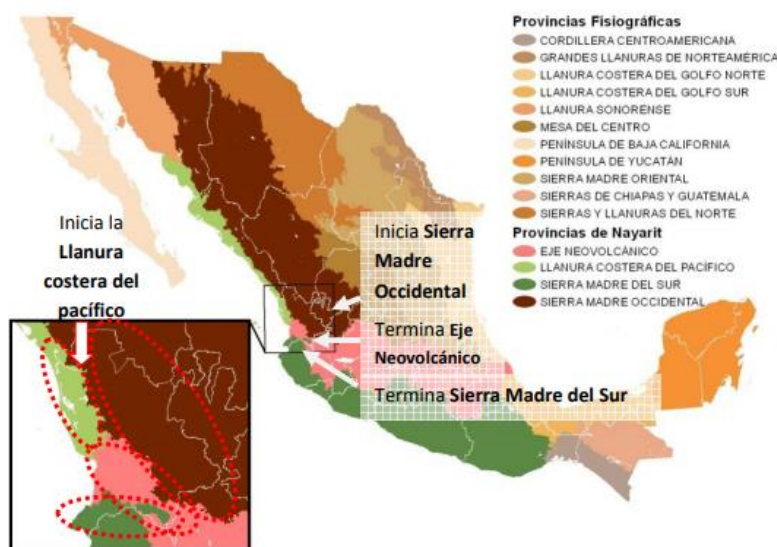 Provincias Fisiográficas
CORDILLERA CENTROAMERICANA
GRANDES LLANURAS DE NORTEAMÉRICA
LLANURA COSTERA DEL GOLFO NORTE
LLANURA COSTERA DEL GOLFO SUR
LLANURA SONORENSE
MESA DEL CENTRO
PENÍNSULA DE BAJA CALIFORNIA
PENÍNSULA DE YUCATÁN
SIERRA MADRE ORIENTAL
SIERRAS DE CHIAPAS Y GUATEMALA
SIERRAS Y LLANURAS DEL NORTE
Provincias de Nayarit
EJE NEOVOLCÁNICO
LLANURA COSTERA DEL PACÍFICO
SIERRA MADRE DEL SUR
SIERRA MADRE OCCIDENTAL
Inicia la
Llanura
costera del
pacífico
Inicia Sierra
Madre
Occidental
Termina Eje
Neovolcánico
Termina Sierra Madre del Sur